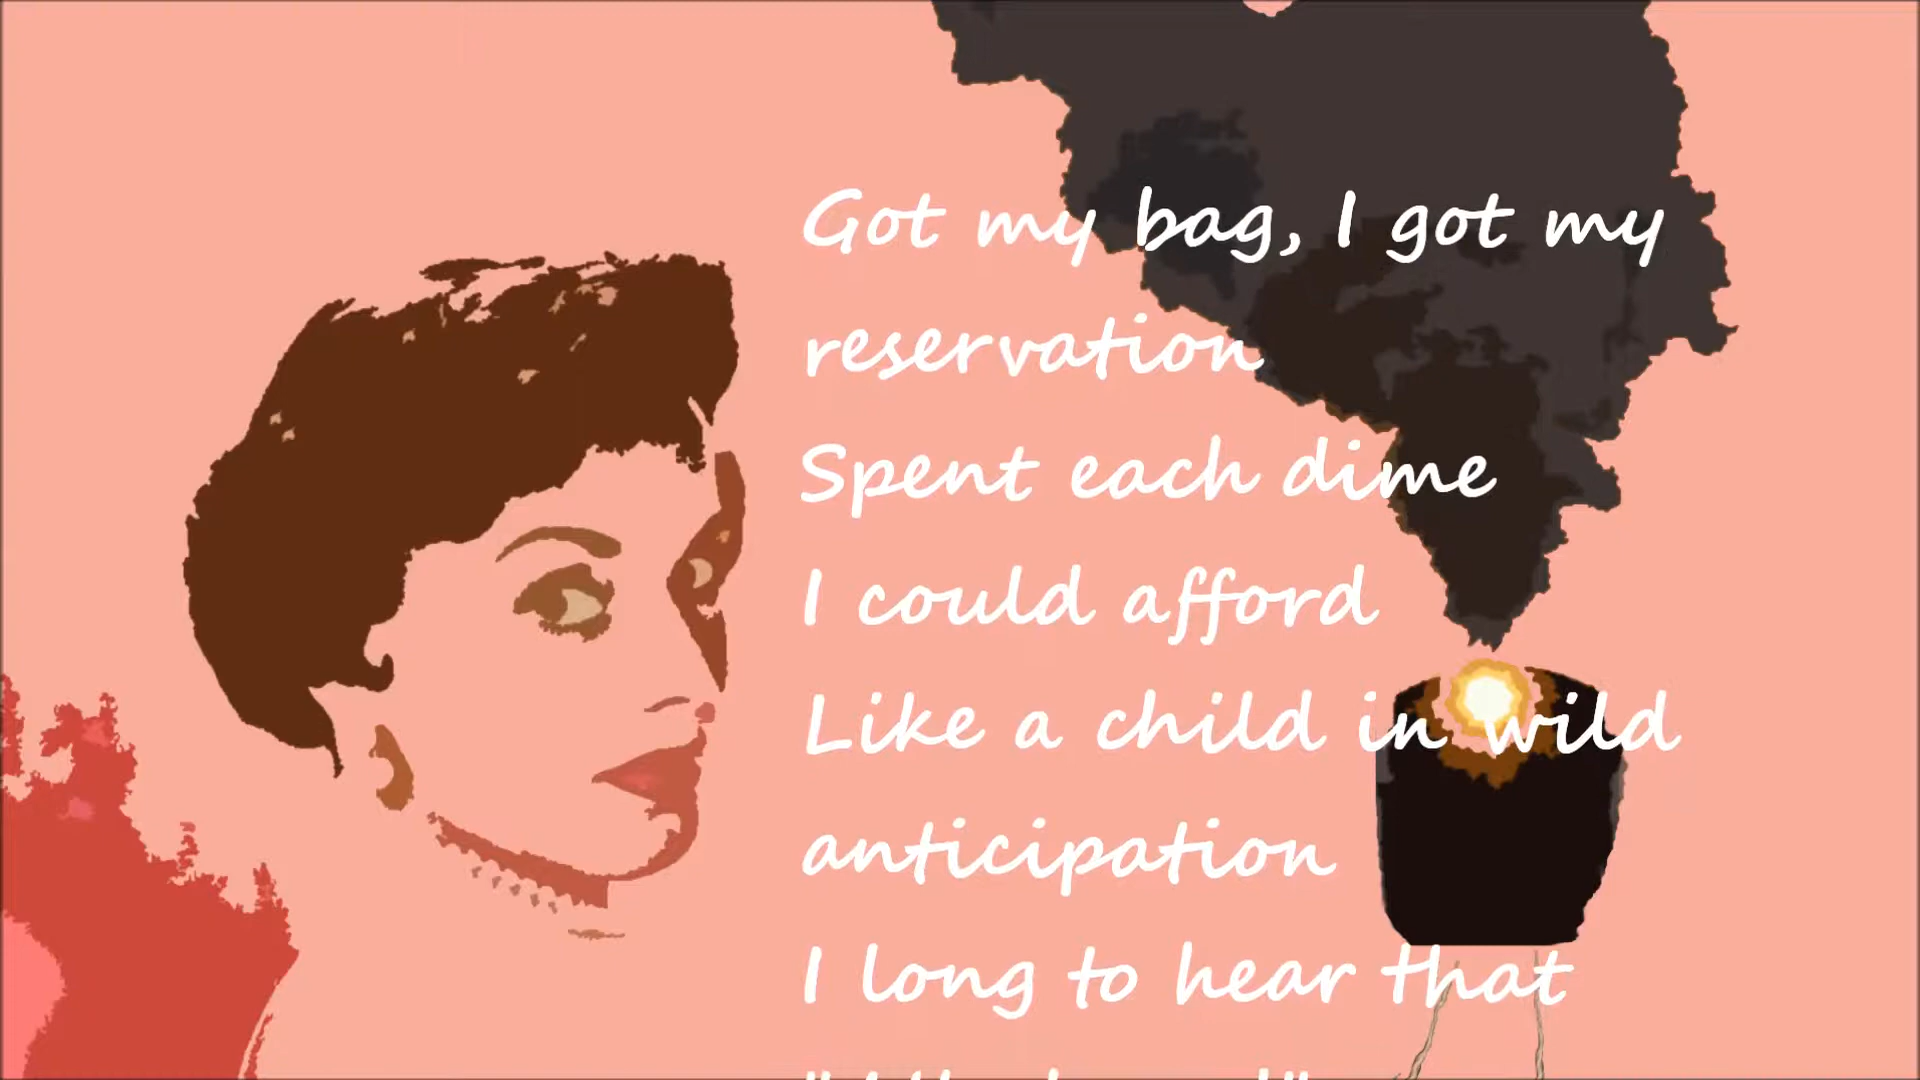 Got my bag, I got my
reservation
Spent each dime
I could afford
Like a child in wild
anticipation
I long to hear that